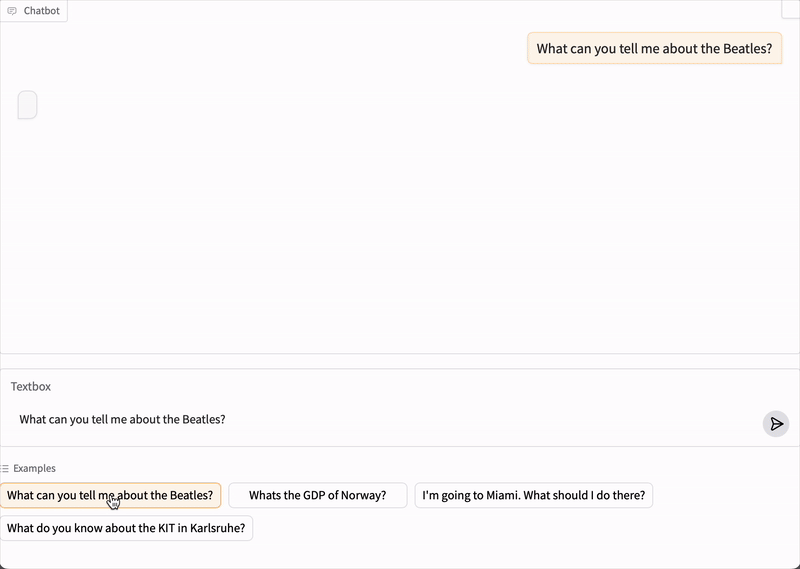 Chatbot
What can you tell me about the Beatles?
Textbox
What can you tell me about the Beatles?
Examples
What can you tell me about the Beatles?
Whats the GDP of Norway?
I'm going to Miami. What should I do there?
What do you know about the KIT in Karlsruhe?